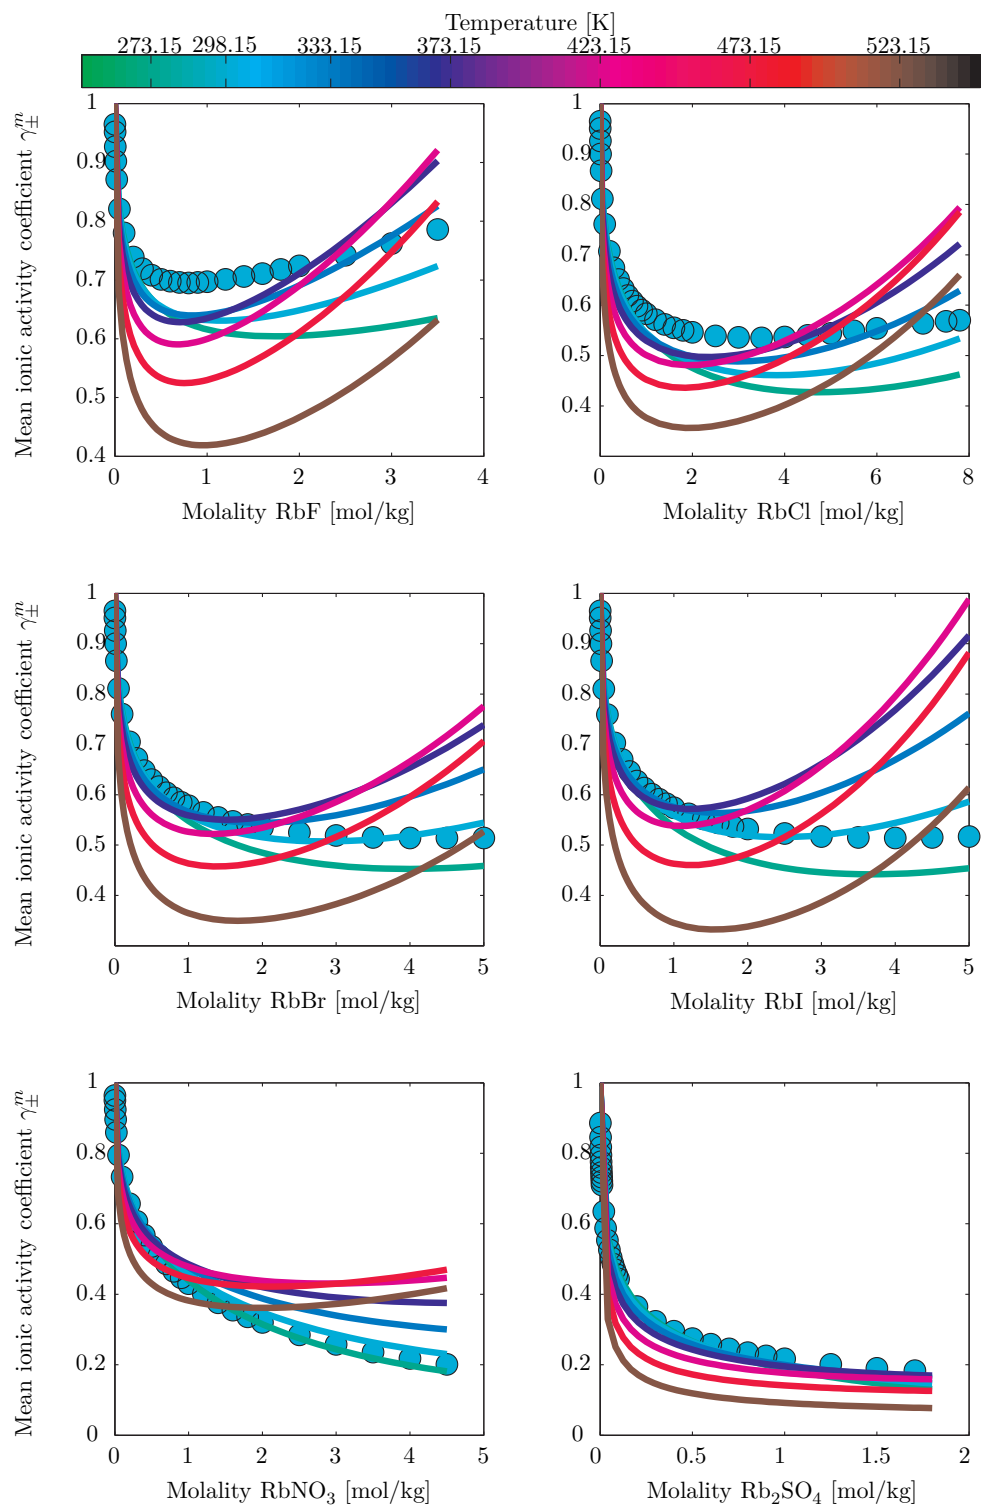 Temperature [K]
273.15 298.15 333.15 373.15 423.15 473.15 523.15
Mean ionic activity coefficient γ±^m
1
0.9
0.8
0.7
0.6
0.5
0.4
0 1 2 3 4
Molality RbF [mol/kg]
1
0.9
0.8
0.7
0.6
0.5
0.4
0 2 4 6 8
Molality RbCl [mol/kg]
Mean ionic activity coefficient γ±^m
1
0.9
0.8
0.7
0.6
0.5
0.4
0 1 2 3 4 5
Molality RbBr [mol/kg]
1
0.9
0.8
0.7
0.6
0.5
0.4
0 1 2 3 4 5
Molality RbI [mol/kg]
Mean ionic activity coefficient γ±^m
1
0.8
0.6
0.4
0.2
0
0 1 2 3 4 5
Molality RbNO₃ [mol/kg]
1
0.8
0.6
0.4
0.2
0
0 0.5 1 1.5 2
Molality Rb₂SO₄ [mol/kg]